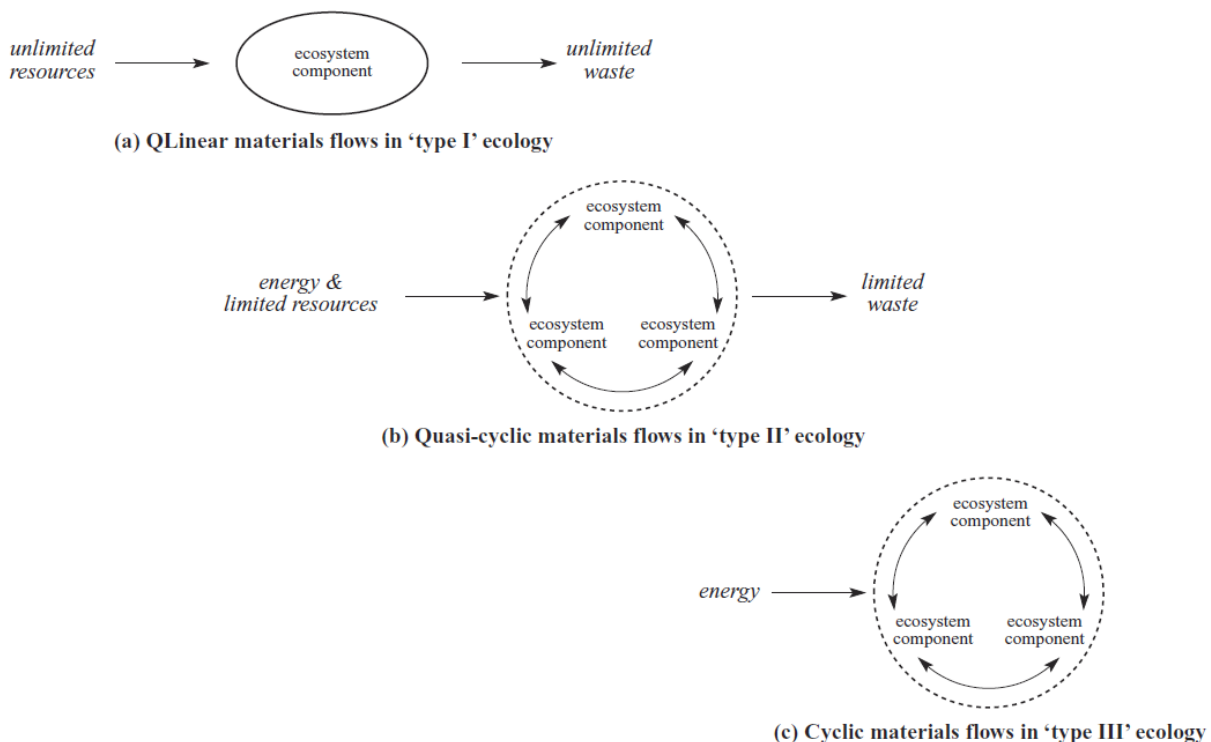 unlimited
resources
ecosystem
component
unlimited
waste
(a) QLinear materials flows in ‘type I’ ecology
energy &
limited resources
ecosystem
component
ecosystem
component
ecosystem
component
limited
waste
(b) Quasi-cyclic materials flows in ‘type II’ ecology
energy
ecosystem
component
ecosystem
component
ecosystem
component
(c) Cyclic materials flows in ‘type III’ ecology